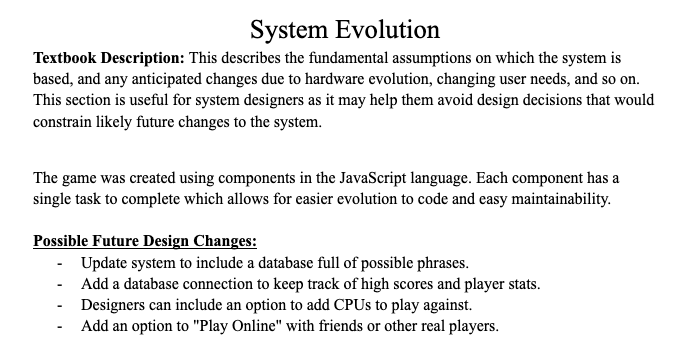 System Evolution
Textbook Description: This describes the fundamental assumptions on which the system is
based, and any anticipated changes due to hardware evolution, changing user needs, and so on.
This section is useful for system designers as it may help them avoid design decisions that would
constrain likely future changes to the system.
The game was created using components in the JavaScript language. Each component has a
single task to complete which allows for easier evolution to code and easy maintainability.
Possible Future Design Changes:
- Update system to include a database full of possible phrases.
- Add a database connection to keep track of high scores and player stats.
- Designers can include an option to add CPUs to play against.
- Add an option to "Play Online" with friends or other real players.